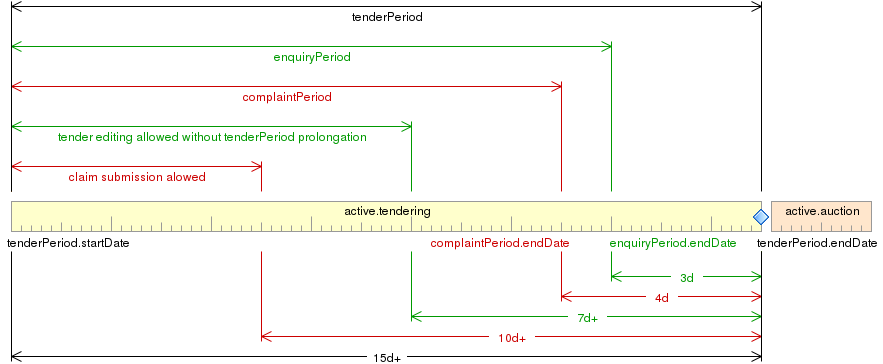 tenderPeriod
enquiryPeriod
complaintPeriod
tender editing allowed without tenderPeriod prolongation
claim submission alowed
active.tendering
active.auction
tenderPeriod.startDate
complaintPeriod.endDate
enquiryPeriod.endDate
tenderPeriod.endDate
3d
4d
7d+
10d+
15d+